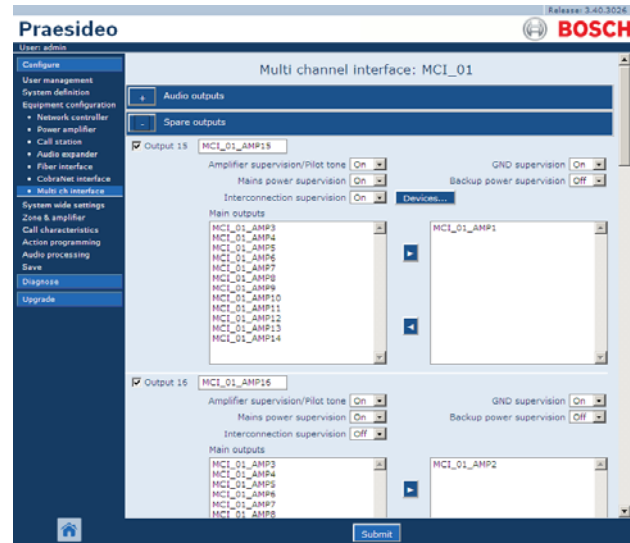 Release: 3.40.3026
Praesideo
BOSCH
User: admin
Configure
User management
System definition
Equipment configuration
Network controller
Power amplifier
Call station
Audio expander
Fiber interface
CobraNet interface
Multi ch interface
System wide settings
Zone & amplifier
Call characteristics
Action programming
Audio processing
Save
Diagnose
Upgrade
Multi channel interface: MCI_01
+ Audio outputs
- Spare outputs
Output 15 MCI_01_AMP15
Amplifier supervision/Pilot tone On GND supervision On
Mains power supervision On Backup power supervision Off
Interconnection supervision On Devices...
Main outputs
MCI_01_AMP3
MCI_01_AMP4
MCI_01_AMP5
MCI_01_AMP6
MCI_01_AMP7
MCI_01_AMP8
MCI_01_AMP9
MCI_01_AMP10
MCI_01_AMP11
MCI_01_AMP12
MCI_01_AMP13
MCI_01_AMP14
MCI_01_AMP1
Output 16 MCI_01_AMP16
Amplifier supervision/Pilot tone On GND supervision On
Mains power supervision On Backup power supervision Off
Interconnection supervision Off
Main outputs
MCI_01_AMP3
MCI_01_AMP4
MCI_01_AMP5
MCI_01_AMP6
MCI_01_AMP7
MCI_01_AMP8
MCI_01_AMP2
Submit